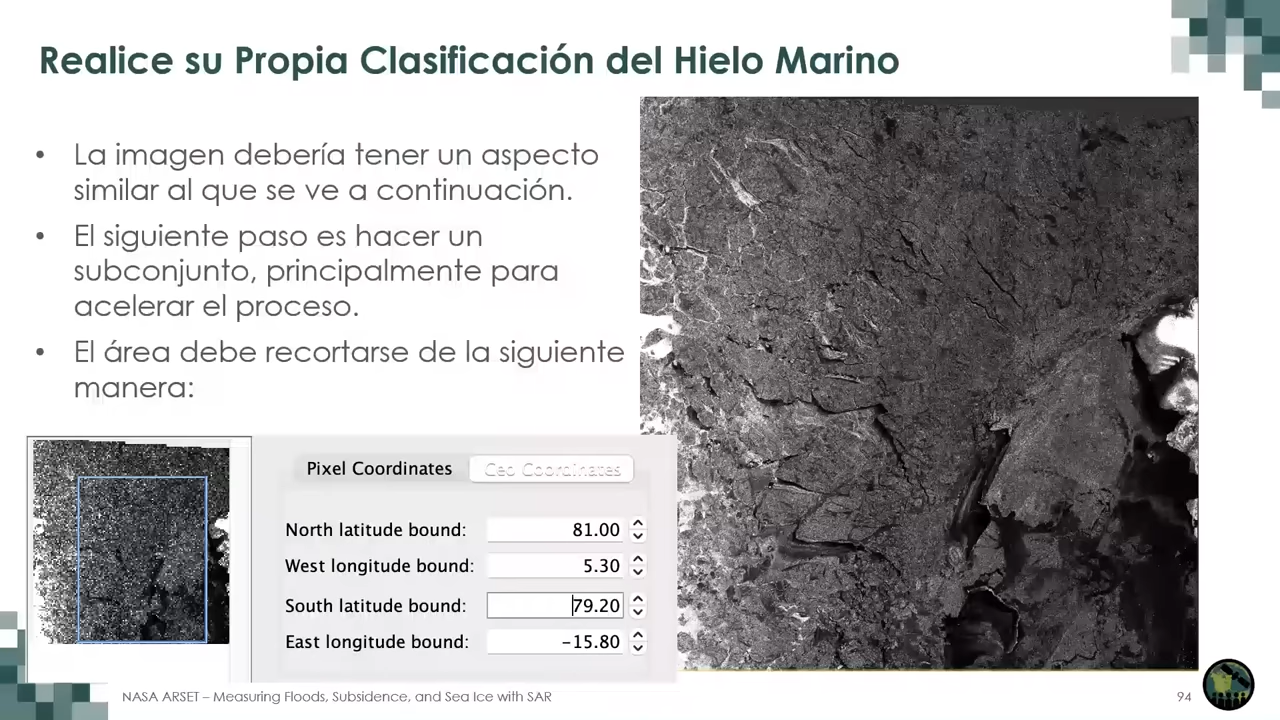 Realice su Propia Clasificación del Hielo Marino
• La imagen debería tener un aspecto
similar al que se ve a continuación.
• El siguiente paso es hacer un
subconjunto, principalmente para
acelerar el proceso.
• El área debe recortarse de la siguiente
manera:
Pixel Coordinates Geo Coordinates
North latitude bound: 81.00
West longitude bound: 5.30
South latitude bound: 79.20
East longitude bound: −15.80
NASA ARSET – Measuring Floods, Subsidence, and Sea Ice with SAR
94